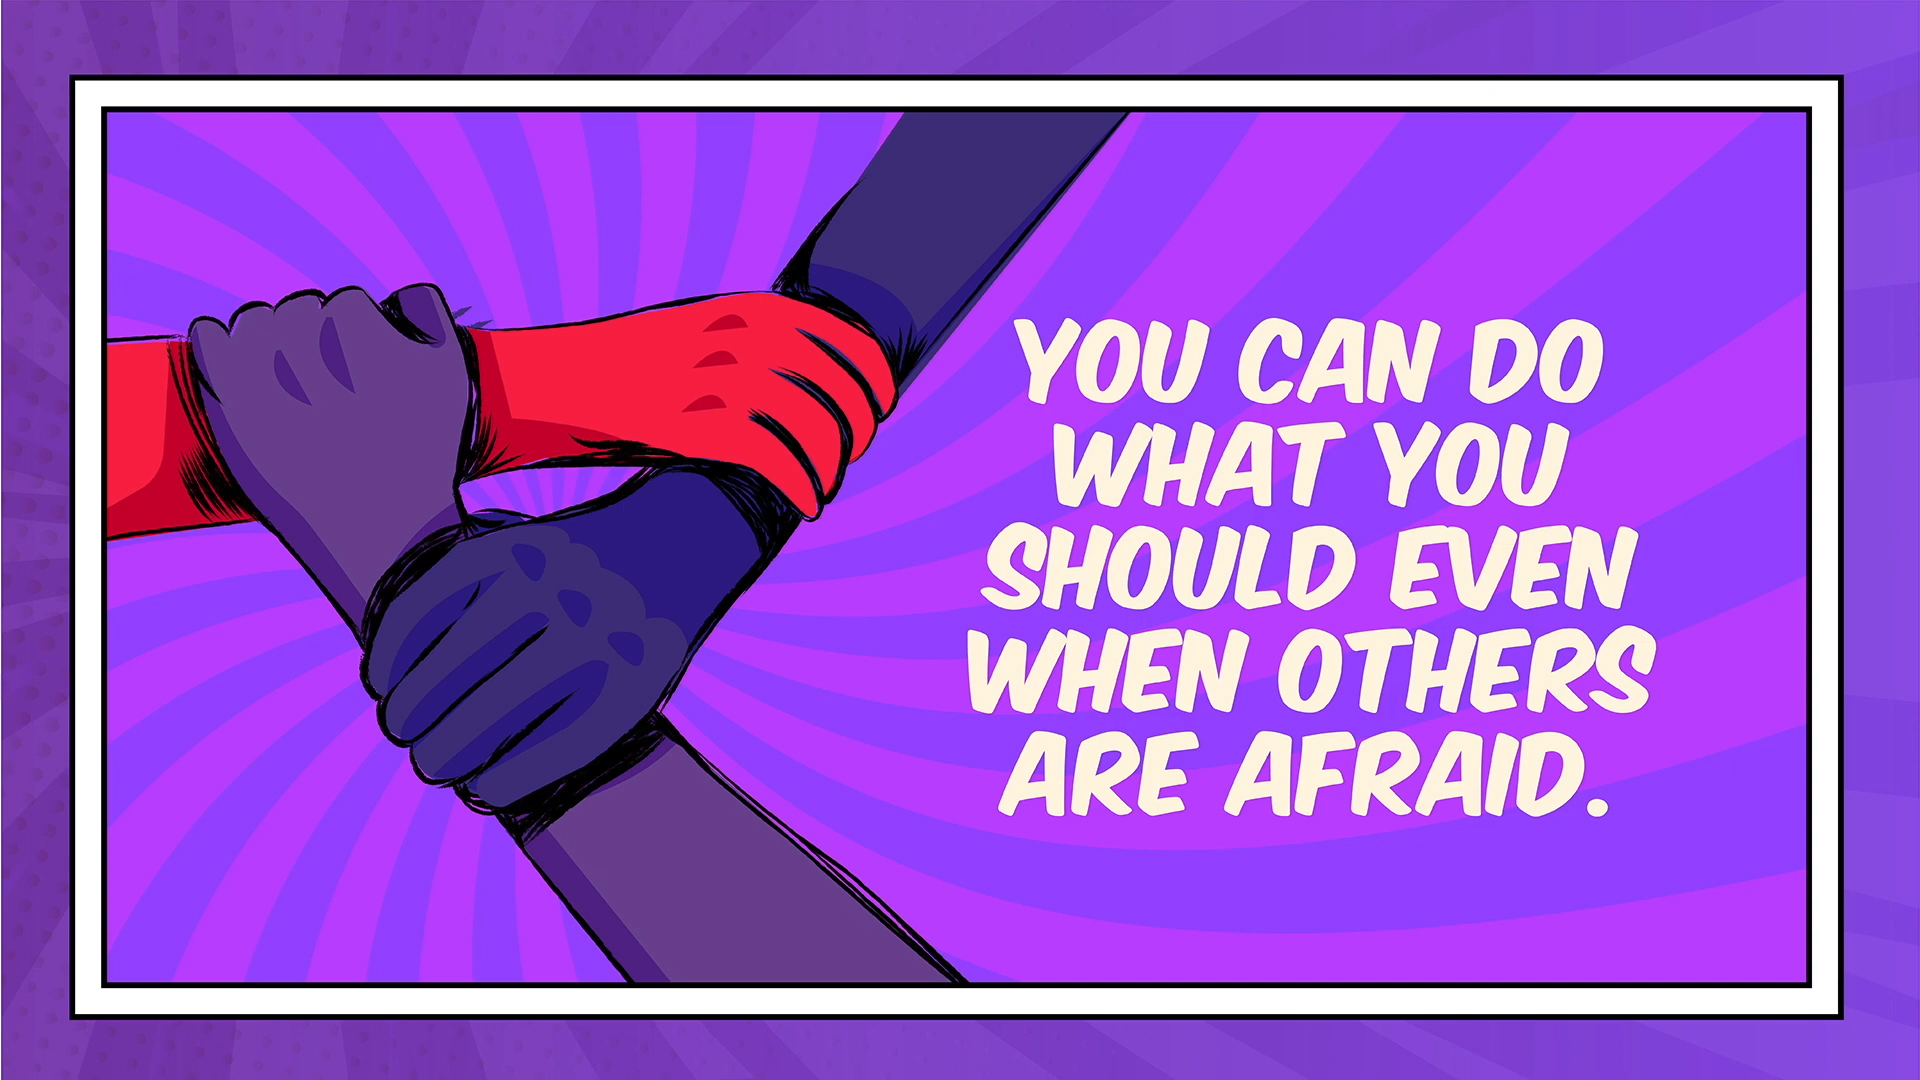 YOU CAN DO
WHAT YOU
SHOULD EVEN
WHEN OTHERS
ARE AFRAID.